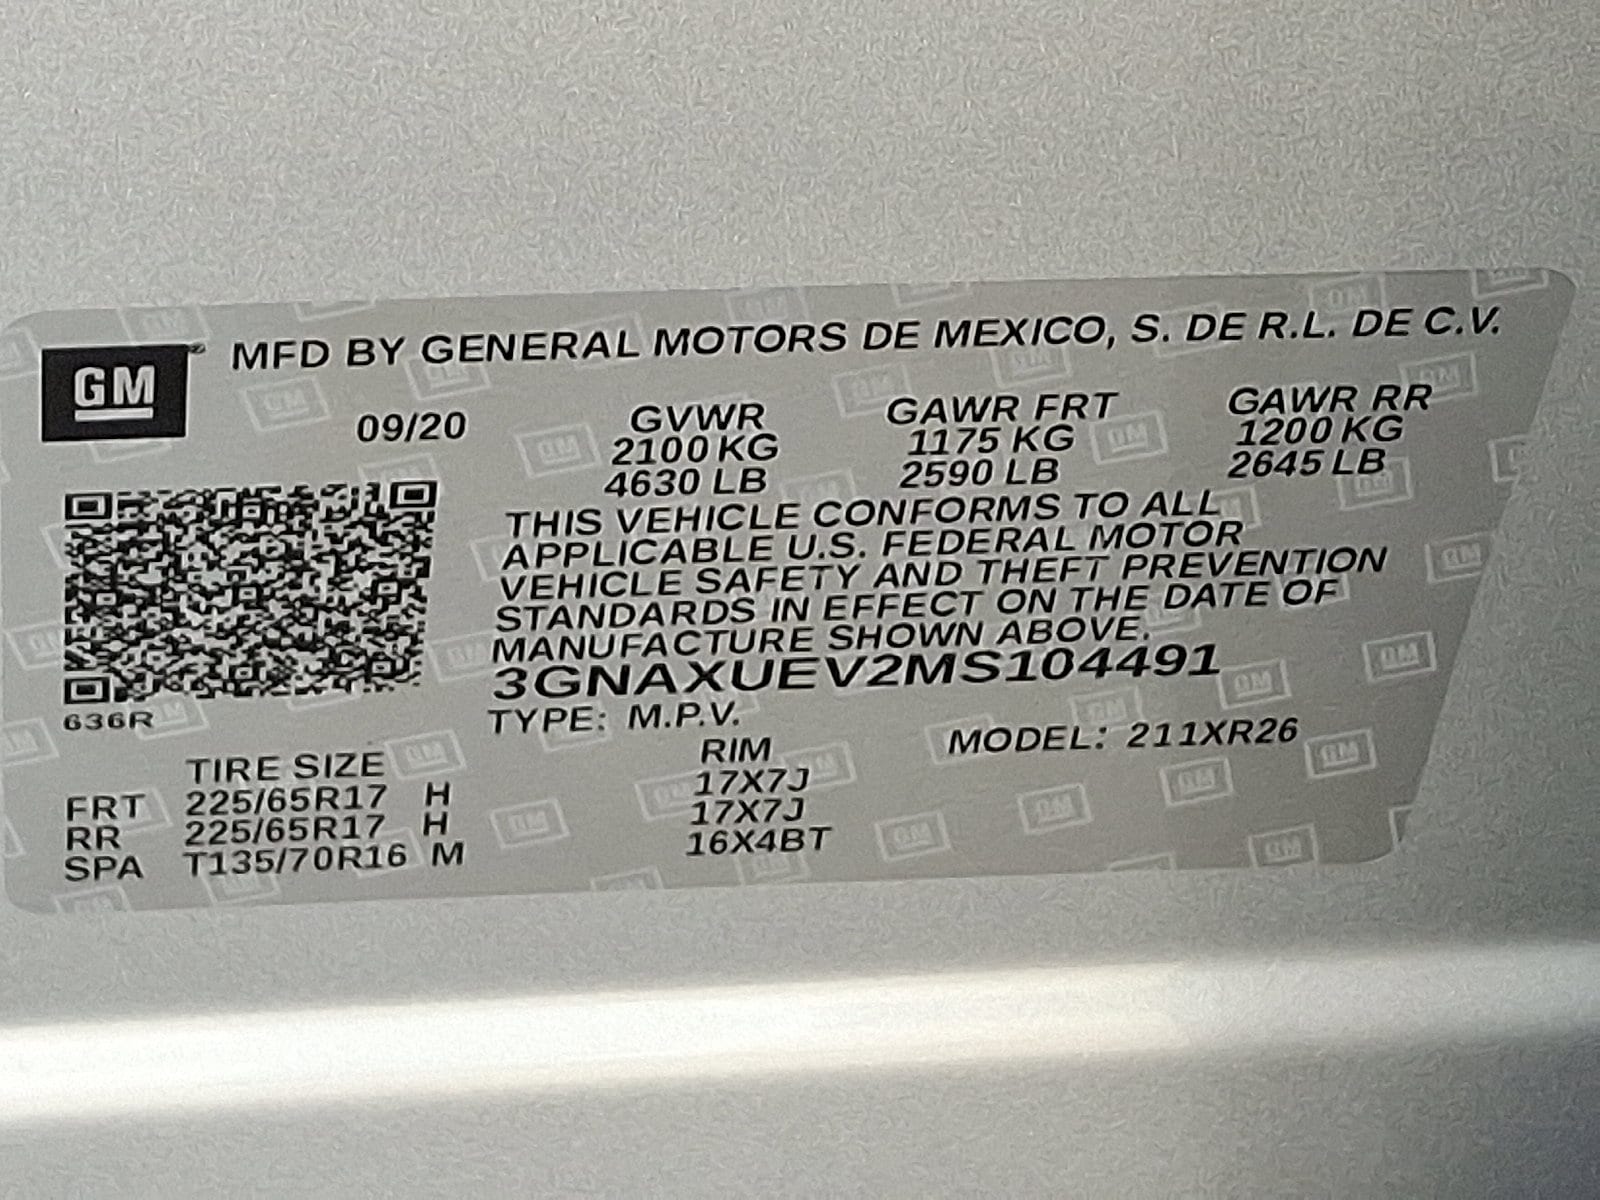 GM
MFD BY GENERAL MOTORS DE MEXICO, S. DE R.L. DE C.V.
09/20 GVWR GAWR FRT GAWR RR
2100 KG 1175 KG 1200 KG
4630 LB 2590 LB 2645 LB
THIS VEHICLE CONFORMS TO ALL
APPLICABLE U.S. FEDERAL MOTOR
VEHICLE SAFETY AND THEFT PREVENTION
STANDARDS IN EFFECT ON THE DATE OF
MANUFACTURE SHOWN ABOVE.
3GNAXUEV2MS104491
636R
TYPE: M.P.V. MODEL: 211XR26
TIRE SIZE RIM
FRT 225/65R17 H 17X7J
RR 225/65R17 H 17X7J
SPA T135/70R16 M 16X4BT